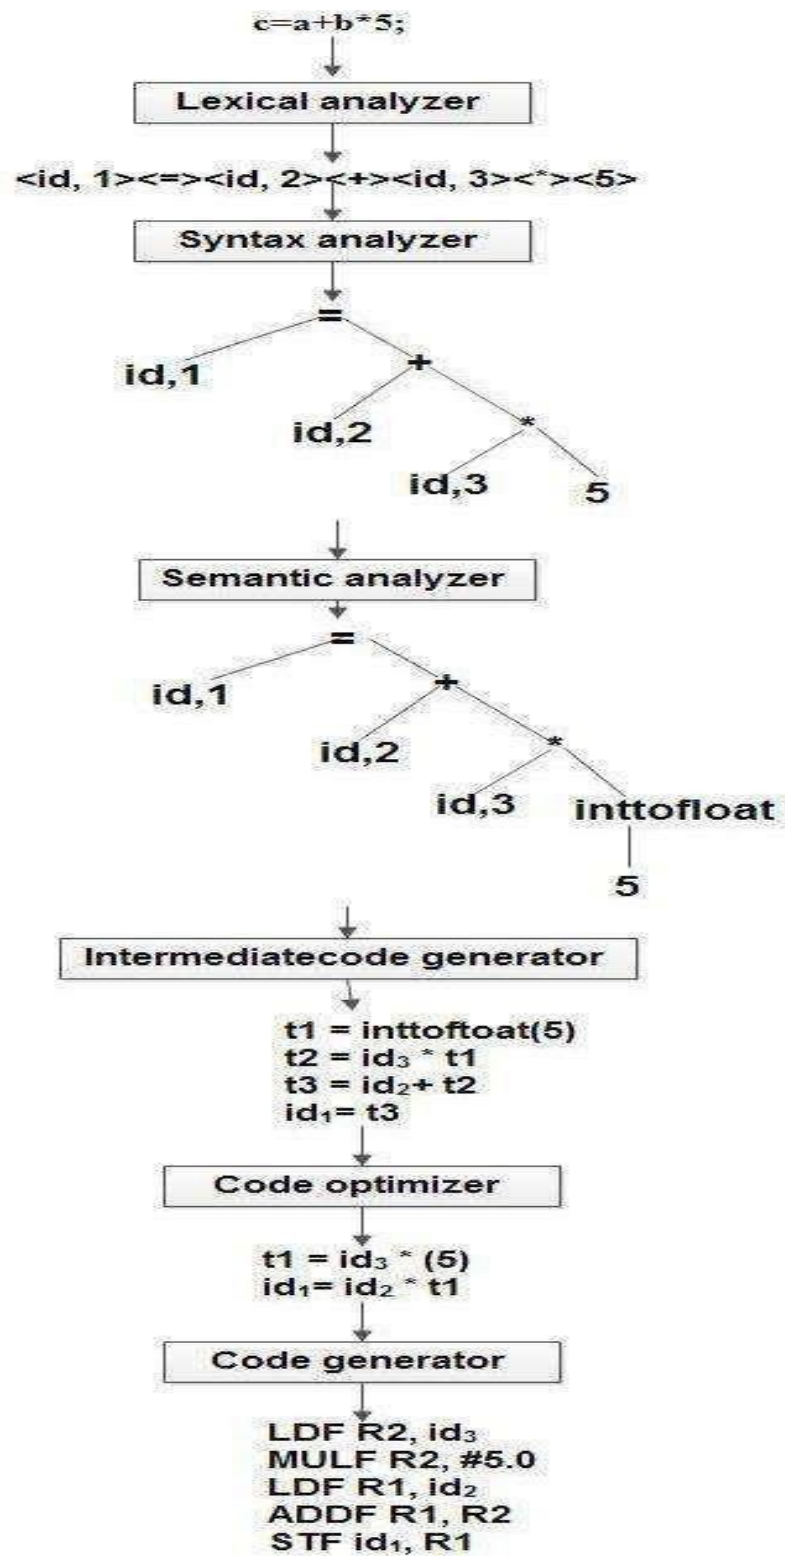 c=a+b*5;
Lexical analyzer
<id, 1><=><id, 2><+><id, 3><*><5>
Syntax analyzer
=
id,1
+
id,2
*
id,3
5
Semantic analyzer
=
id,1
+
id,2
*
id,3
inttofloat
5
Intermediatecode generator
t1 = inttoftoat(5)
t2 = id₃ * t1
t3 = id₂+ t2
id₁= t3
Code optimizer
t1 = id₃ * (5)
id₁= id₂ * t1
Code generator
LDF R2, id₃
MULF R2, #5.0
LDF R1, id₂
ADDF R1, R2
STF id₁, R1